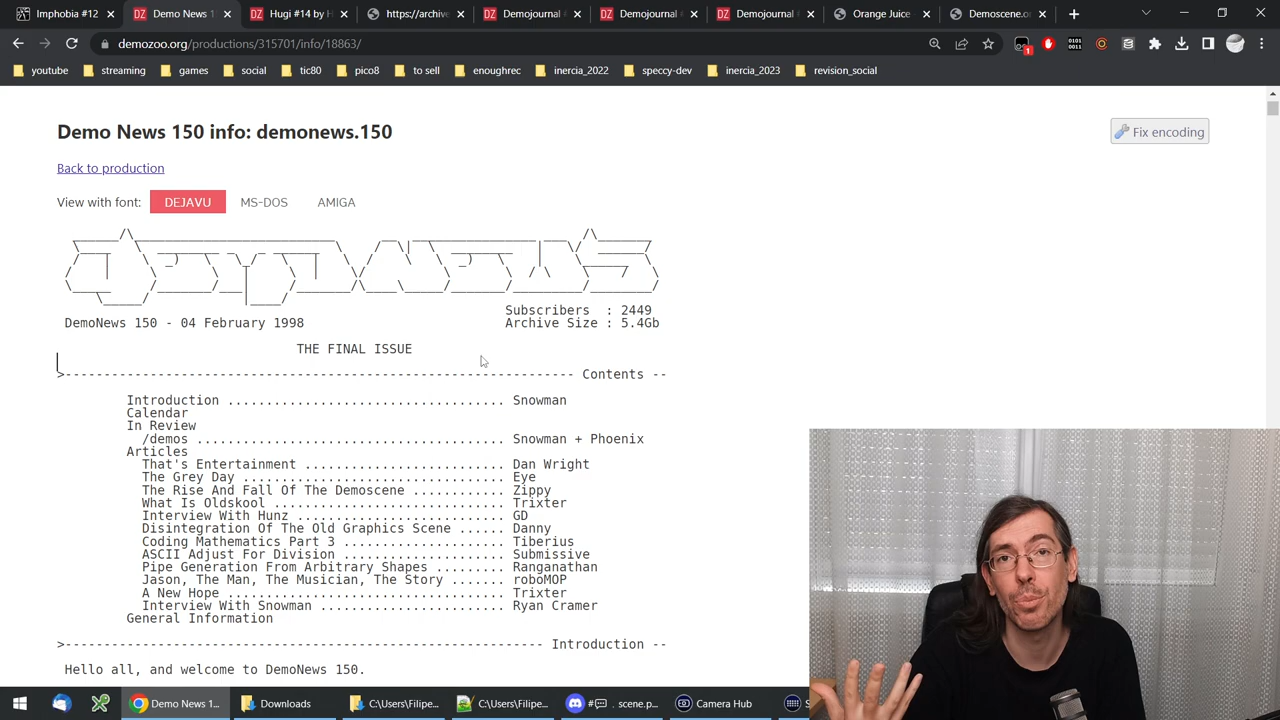 Imphobia #12
Demo News 15
Hugi #14 by H
https://archive
Demojournal
Demojournal
Demojournal
Orange Juice
Demoscene.o
demozoo.org/productions/315701/info/18863/
1
0101
0011
youtube
streaming
games
social
tic80
pico8
to sell
enoughrec
inercia_2022
speccy-dev
inercia_2023
revision_social
Demo News 150 info: demonews.150
Fix encoding
Back to production
View with font: DEJAVU MS-DOS AMIGA
Subscribers : 2449
DemoNews 150 - 04 February 1998 Archive Size : 5.4Gb
THE FINAL ISSUE
>------------------------------------------------------------------ Contents --
Introduction .................................... Snowman
Calendar
In Review
/demos ........................................ Snowman + Phoenix
Articles
That's Entertainment ........................... Dan Wright
The Grey Day ................................... Eye
The Rise And Fall Of The Demoscene ............. Zippy
What Is Oldskool ............................... Trixter
Interview With Hunz ............................ GD
Disintegration Of The Old Graphics Scene ...... Danny
Coding Mathematics Part 3 ..................... Tiberius
ASCII Adjust For Division ...................... Submissive
Pipe Generation From Arbitrary Shapes ......... Ranganathan
Jason, The Man, The Musician, The Story ....... roboMOP
A New Hope ..................................... Trixter
Interview With Snowman ......................... Ryan Cramer
General Information
>-------------------------------------------------------------- Introduction --
Hello all, and welcome to DemoNews 150.
Demo News 1...
Downloads
C:\Users\Filipe...
C:\Users\Filipe...
#💬 . scene.p...
Camera Hub
S